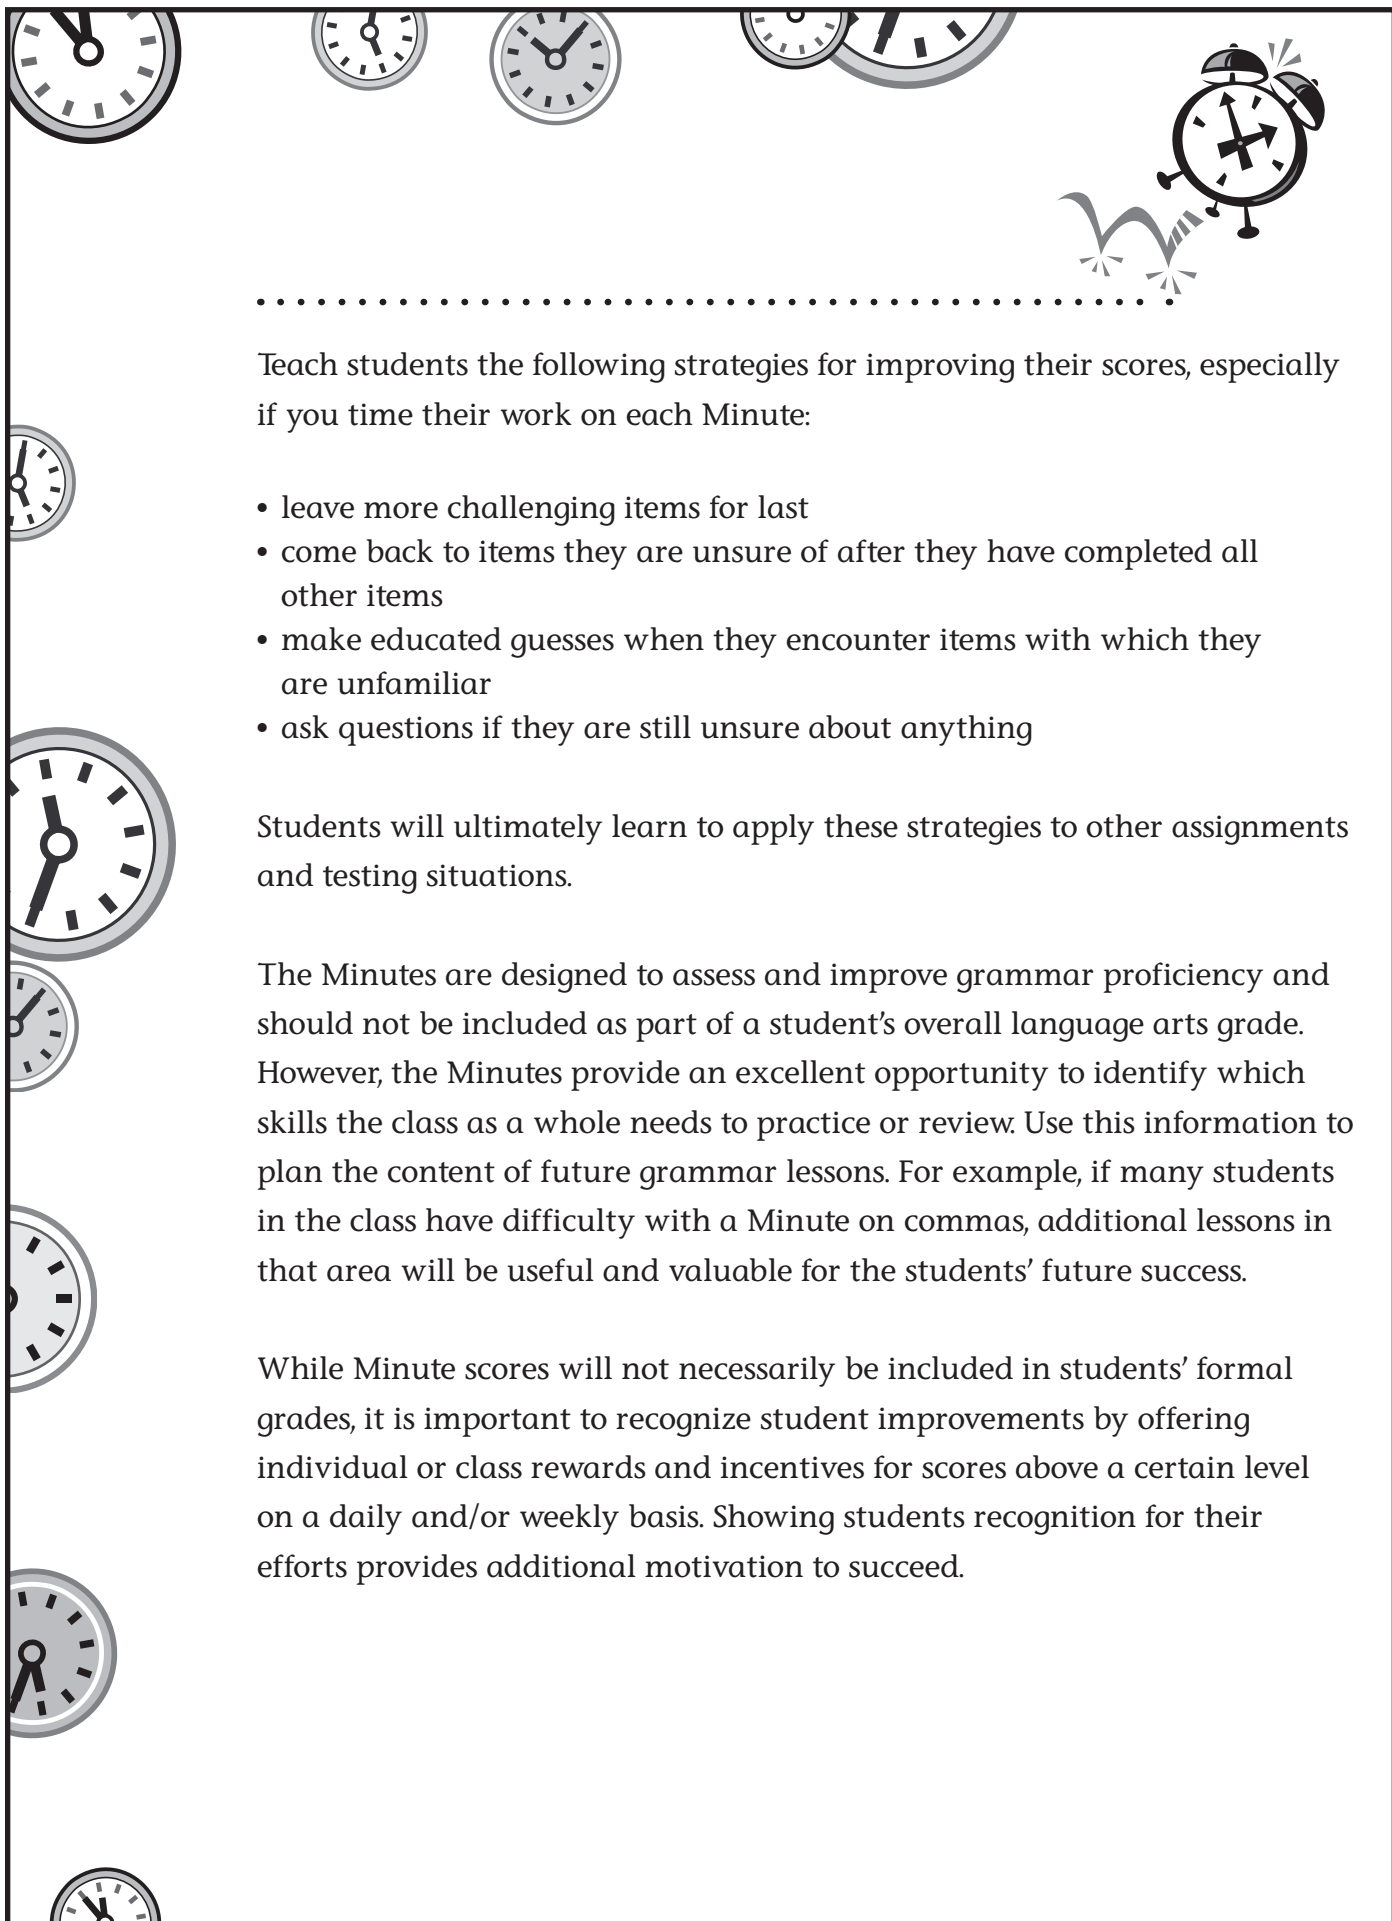 Teach students the following strategies for improving their scores, especially
if you time their work on each Minute:
• leave more challenging items for last
• come back to items they are unsure of after they have completed all
other items
• make educated guesses when they encounter items with which they
are unfamiliar
• ask questions if they are still unsure about anything
Students will ultimately learn to apply these strategies to other assignments
and testing situations.
The Minutes are designed to assess and improve grammar proficiency and
should not be included as part of a student’s overall language arts grade.
However, the Minutes provide an excellent opportunity to identify which
skills the class as a whole needs to practice or review. Use this information to
plan the content of future grammar lessons. For example, if many students
in the class have difficulty with a Minute on commas, additional lessons in
that area will be useful and valuable for the students’ future success.
While Minute scores will not necessarily be included in students’ formal
grades, it is important to recognize student improvements by offering
individual or class rewards and incentives for scores above a certain level
on a daily and/or weekly basis. Showing students recognition for their
efforts provides additional motivation to succeed.